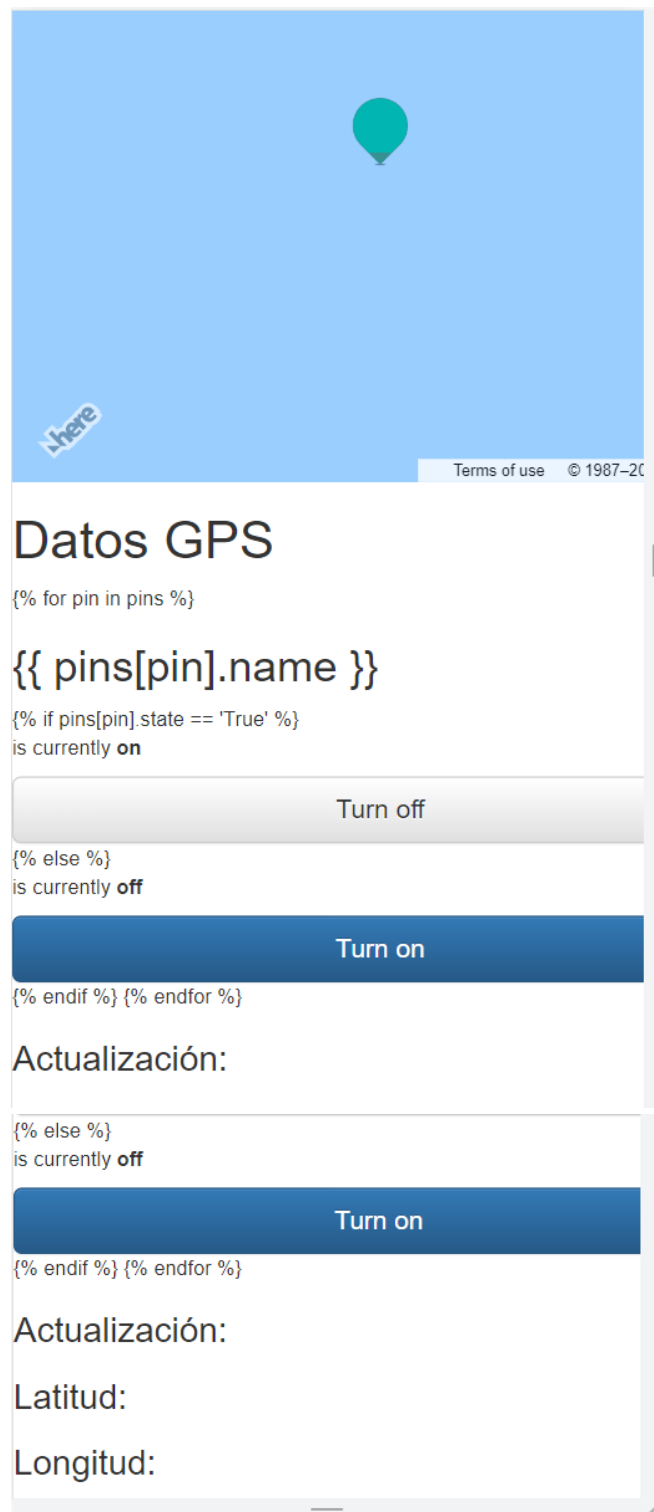 here
Terms of use © 1987–20
Datos GPS
{% for pin in pins %}
{{ pins[pin].name }}
{% if pins[pin].state == 'True' %}
is currently on
Turn off
{% else %}
is currently off
Turn on
{% endif %} {% endfor %}
Actualización:
{% else %}
is currently off
Turn on
{% endif %} {% endfor %}
Actualización:
Latitud:
Longitud: